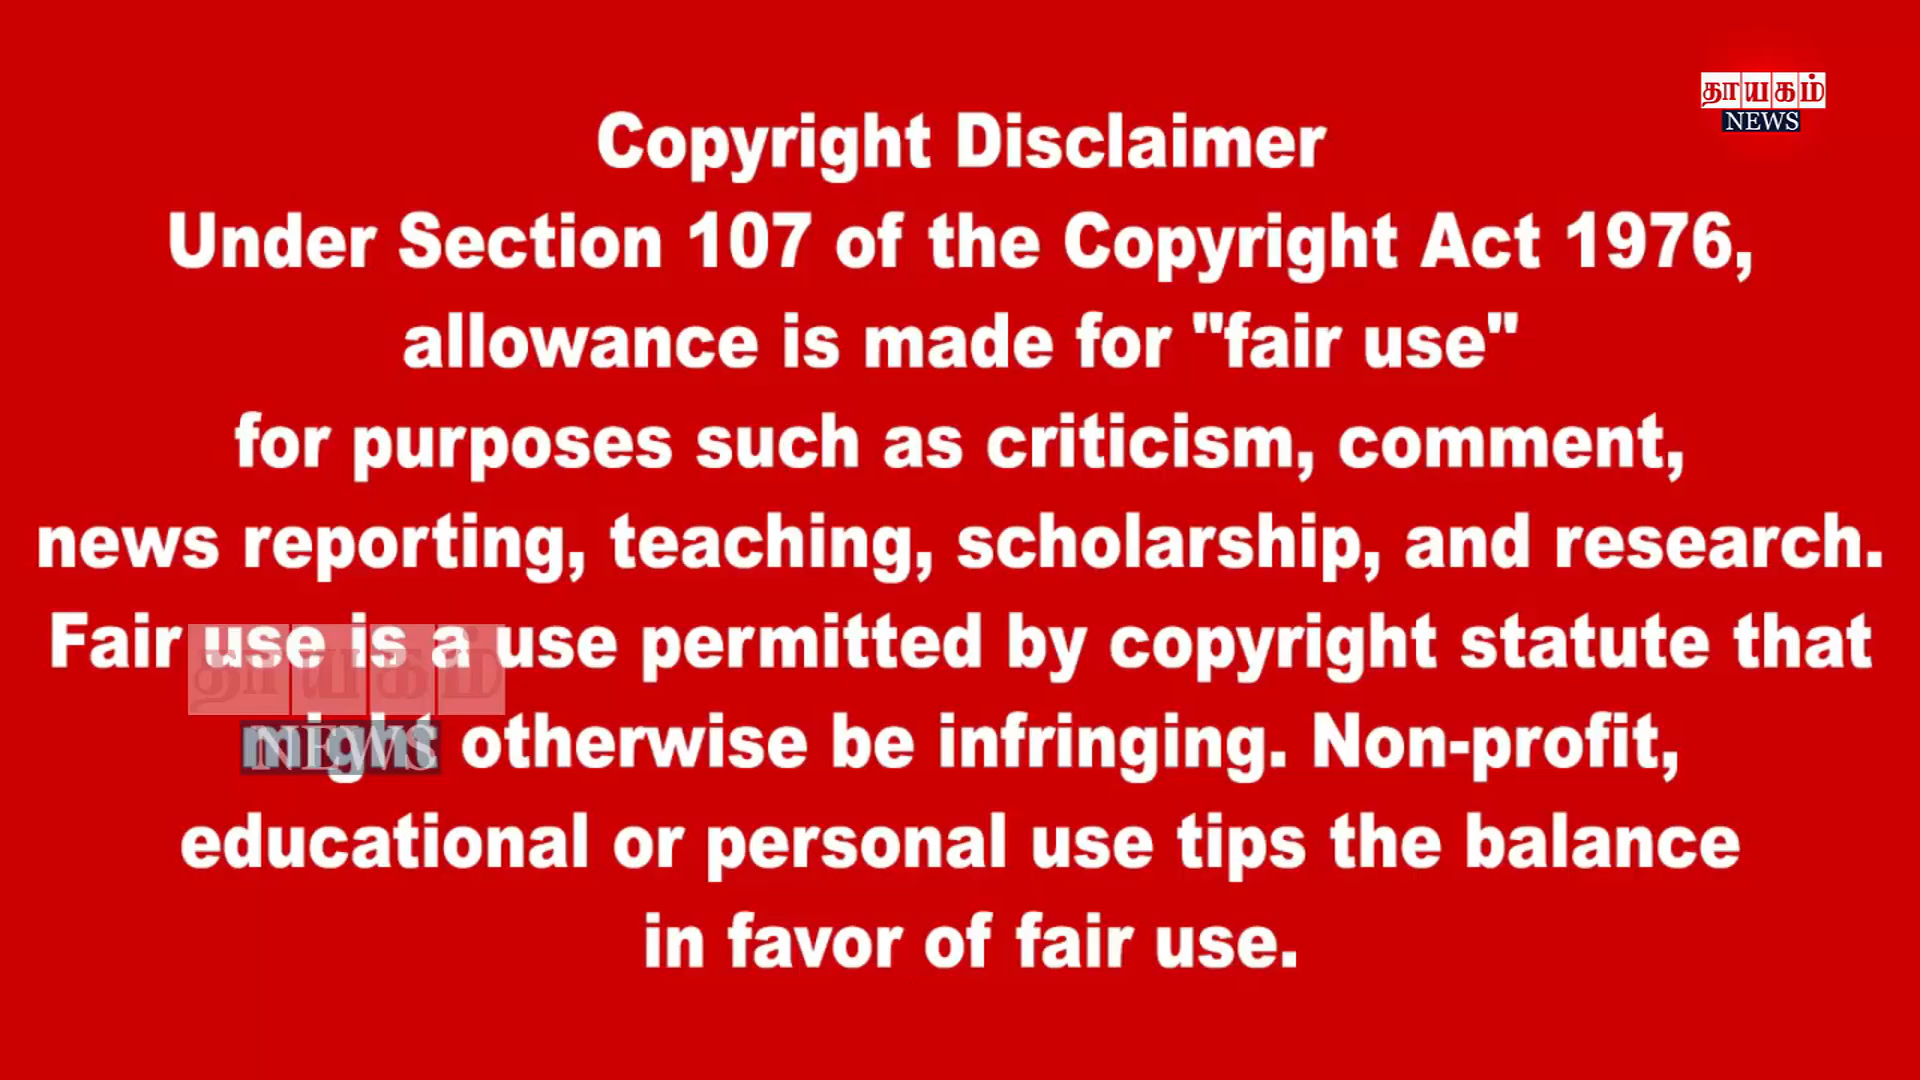 தாயகம்
NEWS
Copyright Disclaimer
Under Section 107 of the Copyright Act 1976,
allowance is made for "fair use"
for purposes such as criticism, comment,
news reporting, teaching, scholarship, and research.
Fair use is a use permitted by copyright statute that
might otherwise be infringing. Non-profit,
educational or personal use tips the balance
in favor of fair use.
தாயகம்
NEWS